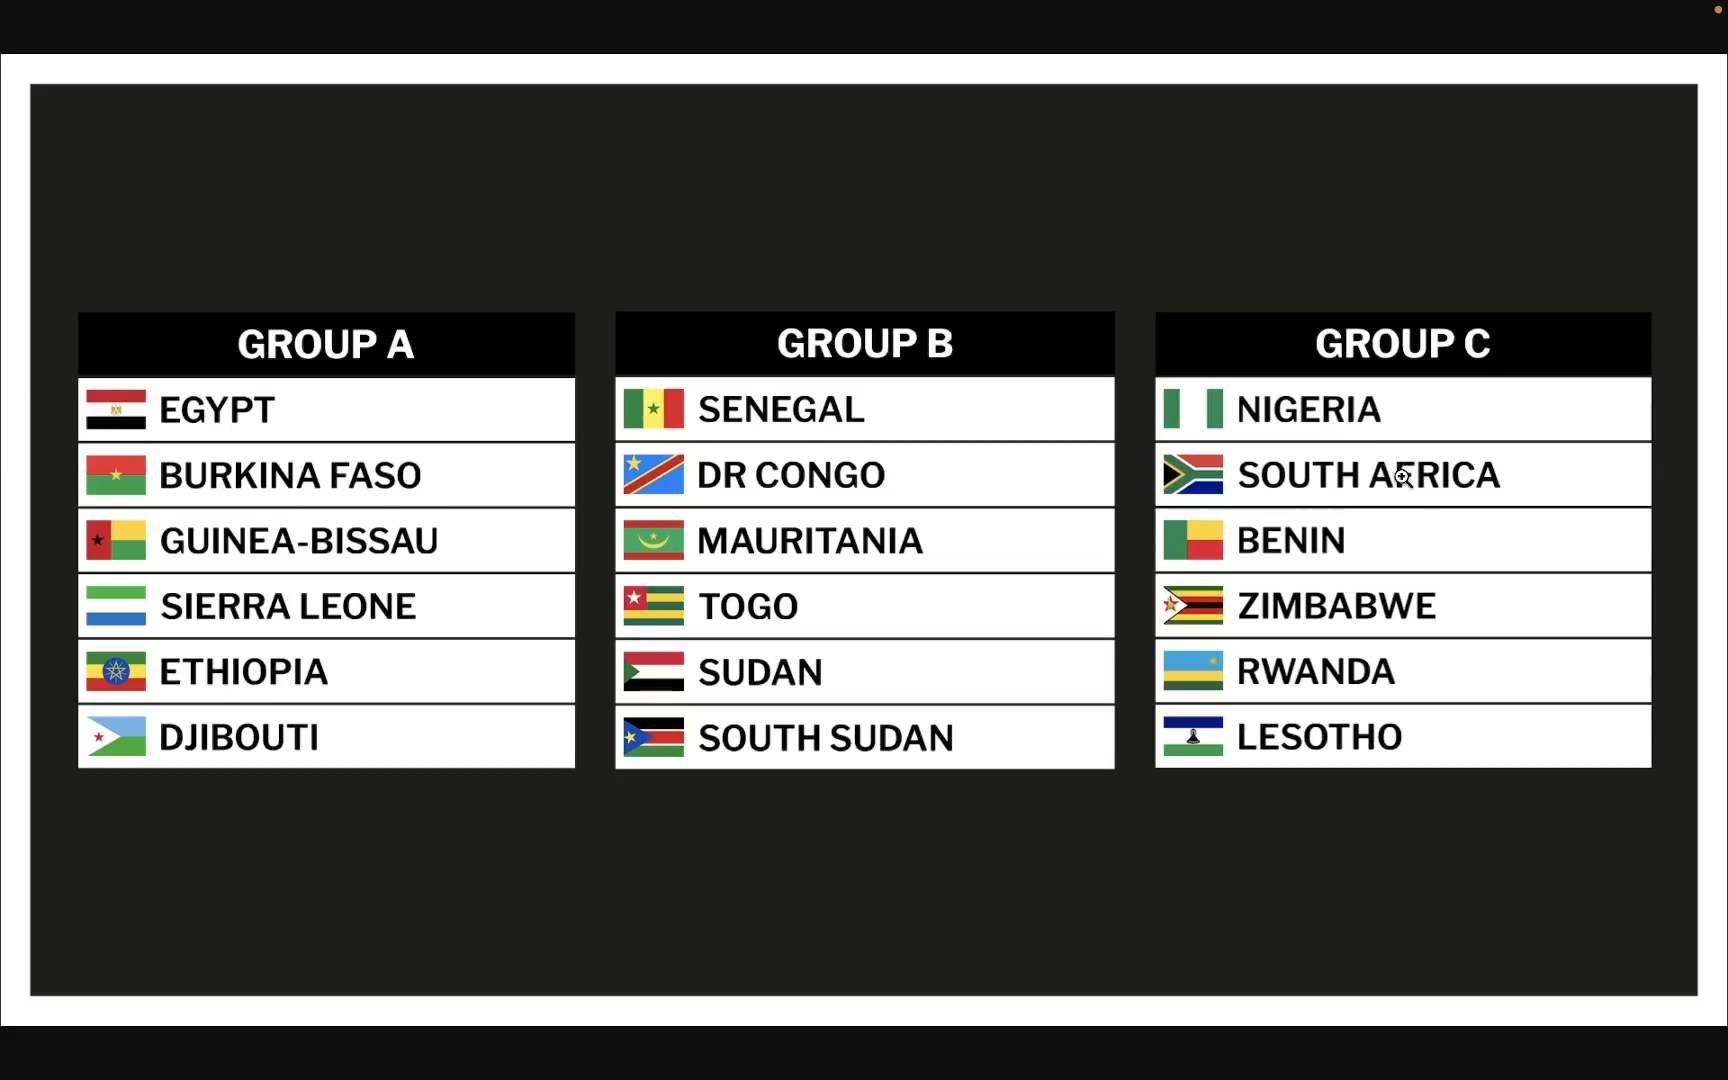 GROUP A
EGYPT
BURKINA FASO
GUINEA-BISSAU
SIERRA LEONE
ETHIOPIA
DJIBOUTI
GROUP B
SENEGAL
DR CONGO
MAURITANIA
TOGO
SUDAN
SOUTH SUDAN
GROUP C
NIGERIA
SOUTH AFRICA
BENIN
ZIMBABWE
RWANDA
LESOTHO